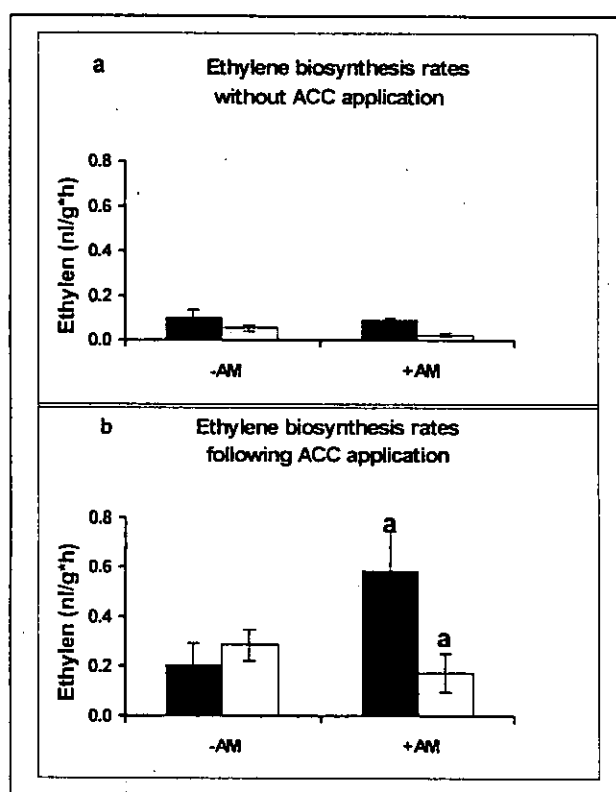 a Ethylene biosynthesis rates
without ACC application
Ethylen (nl/g*h)
0.8
0.6
0.4
0.2
0.0
-AM +AM
b Ethylene biosynthesis rates
following ACC application
Ethylen (nl/g*h)
0.8
0.6
0.4
0.2
0.0
a
a
-AM +AM